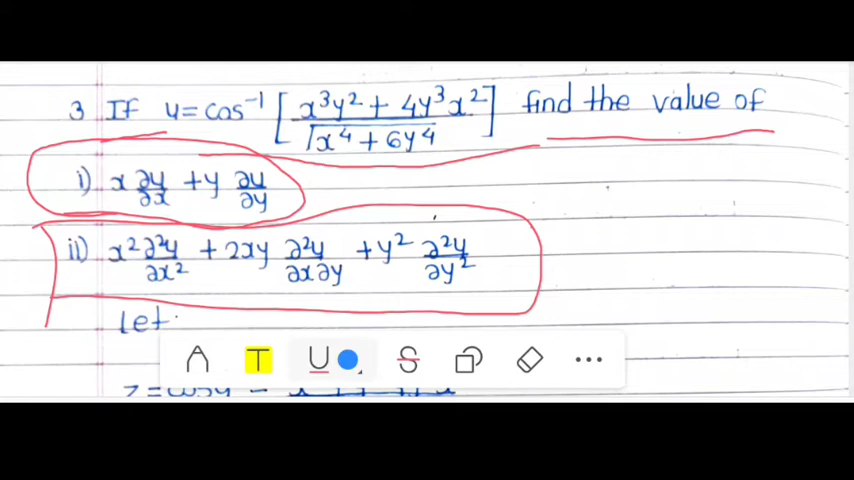 3 If u=cos⁻¹ [ x³y² + 4y³x² / √x⁴ + 6y⁴ ] find the value of
i) x ∂u/∂x + y ∂u/∂y
ii) x² ∂²u/∂x² + 2xy ∂²u/∂x∂y + y² ∂²u/∂y²
let
A T U S
z = cosu =